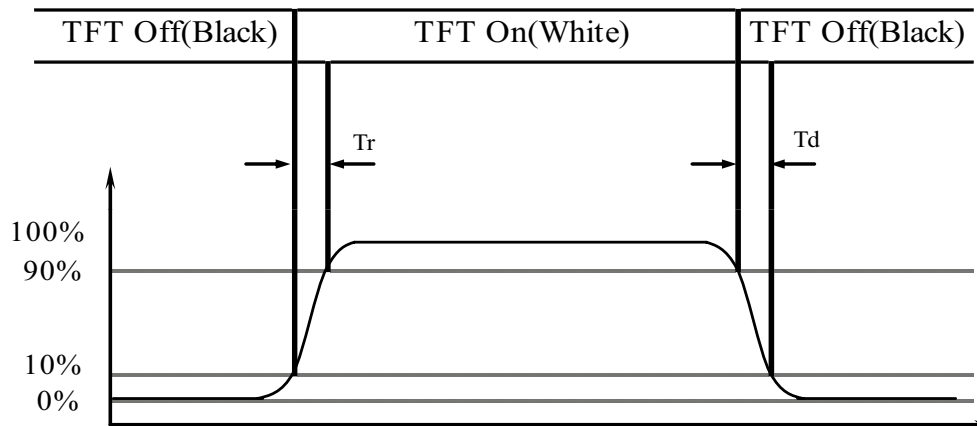 TFT Off(Black) TFT On(White) TFT Off(Black)
Tr Td
100%
90%
10%
0%